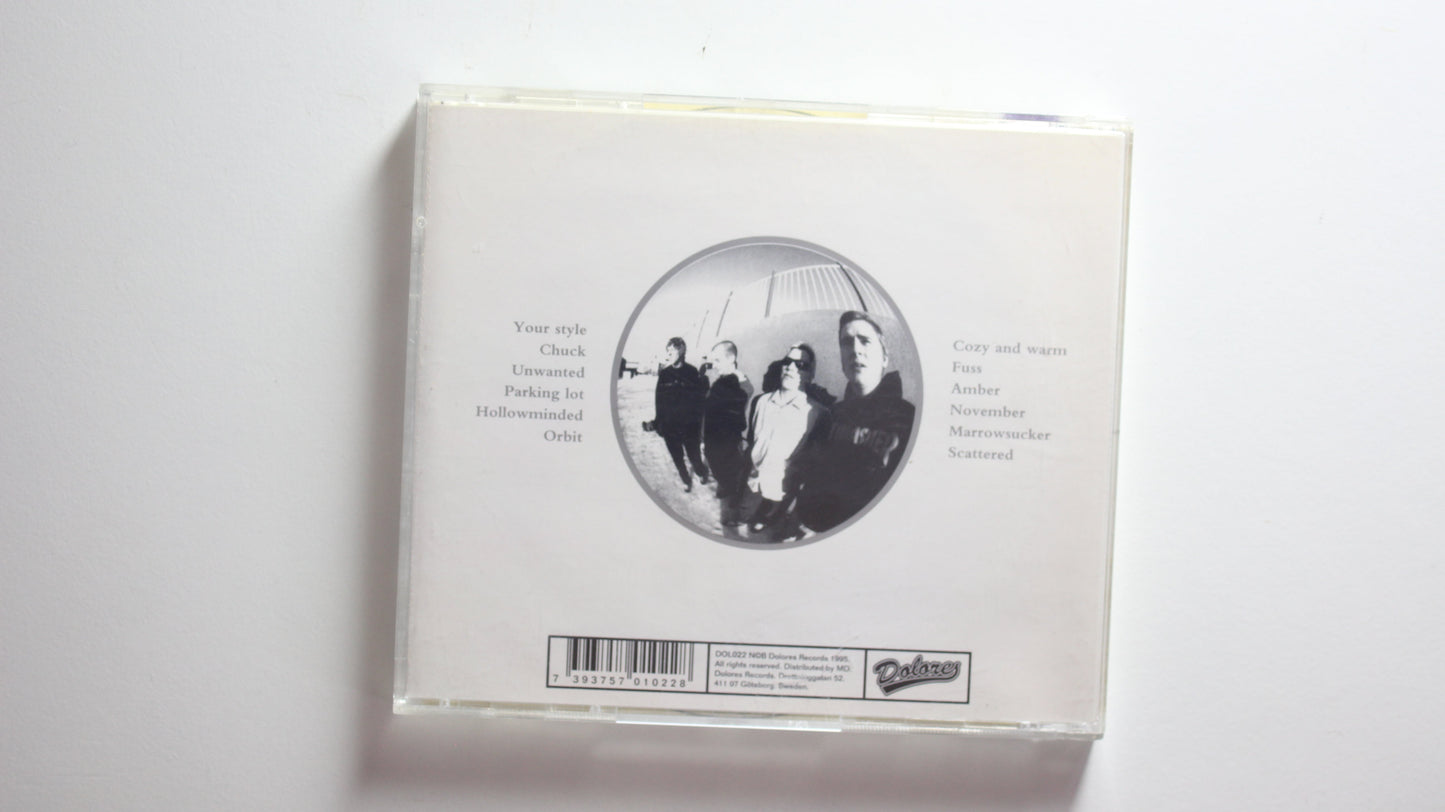 Your style
Chuck
Unwanted
Parking lot
Hollowminded
Orbit
Cozy and warm
Fuss
Amber
November
Marrowsucker
Scattered
7 393757 010228
DOL022 NCB Dolores Records 1995.
All rights reserved. Distributed by MD.
Dolores Records. Drottninggatan 52.
411 07 Göteborg. Sweden.
Dolores